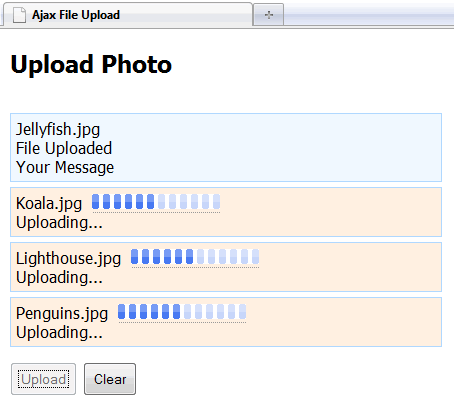 Ajax File Upload
Upload Photo
Jellyfish.jpg
File Uploaded
Your Message
Koala.jpg
Uploading...
Lighthouse.jpg
Uploading...
Penguins.jpg
Uploading...
Upload Clear